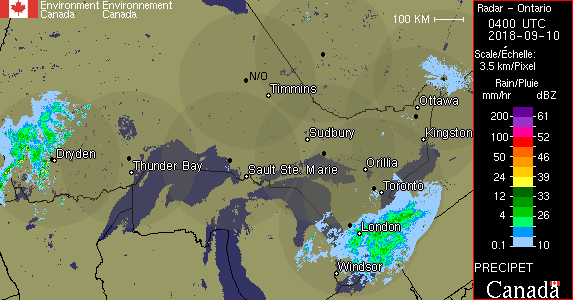 Environment Environnement
Canada Canada
100 KM
N/O
Timmins
Ottawa
Sudbury
Kingston
Dryden
Thunder Bay
Sault Ste. Marie
Orillia
Toronto
London
Windsor
Radar - Ontario
0400 UTC
2018-09-10
Scale/Échelle:
3.5 km/Pixel
Rain/Pluie
mm/hr dBZ
200 61
100 52
50 46
24 39
12 33
4 26
0.1 10
PRECIPET
Canada